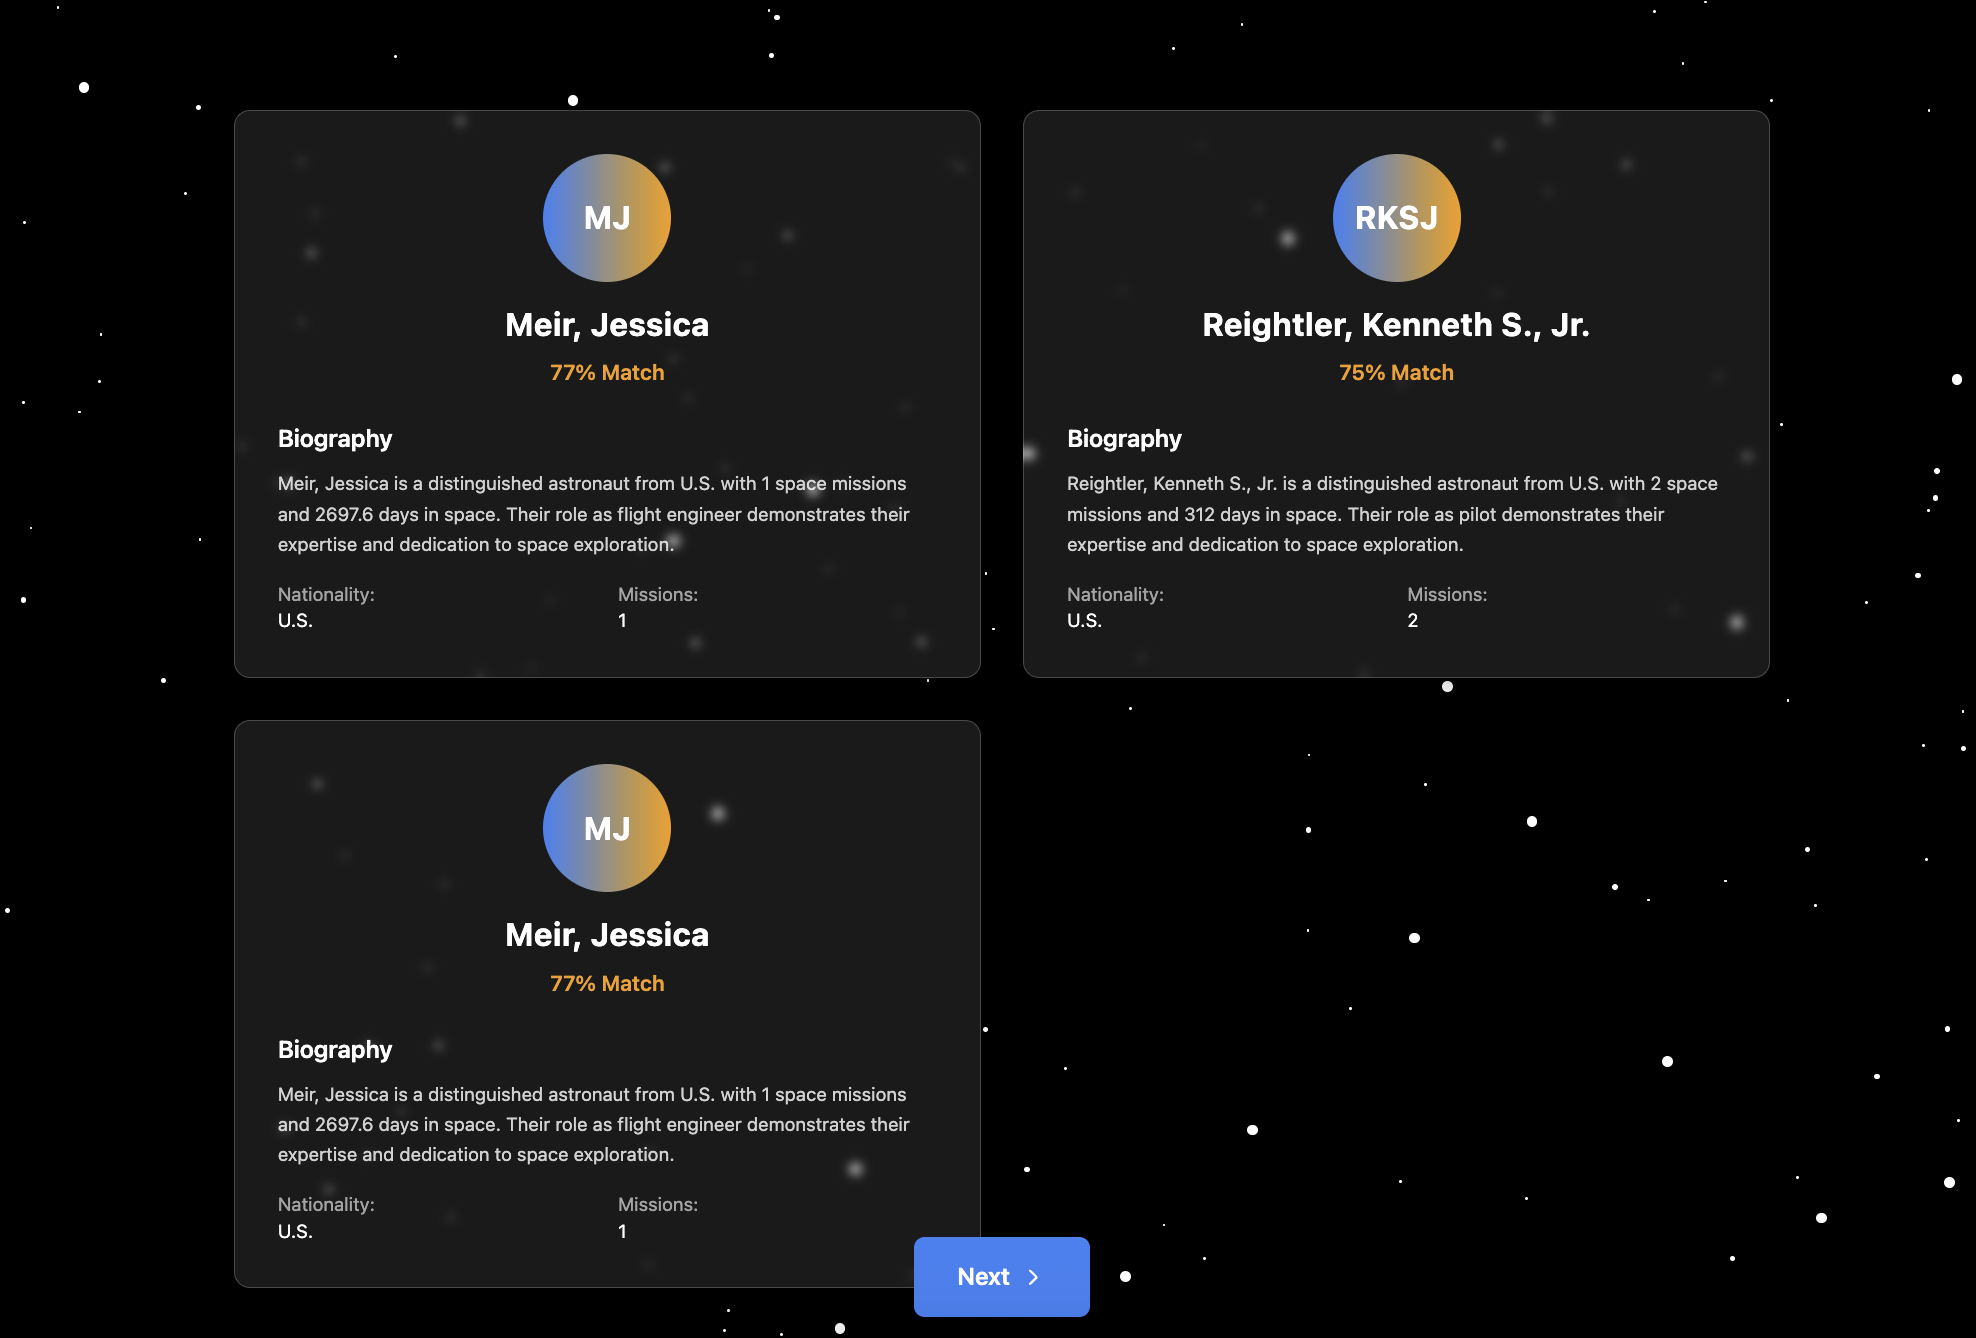 MJ
Meir, Jessica
77% Match
Biography
Meir, Jessica is a distinguished astronaut from U.S. with 1 space missions
and 2697.6 days in space. Their role as flight engineer demonstrates their
expertise and dedication to space exploration.
Nationality:
U.S.
Missions:
1
RKSJ
Reightler, Kenneth S., Jr.
75% Match
Biography
Reightler, Kenneth S., Jr. is a distinguished astronaut from U.S. with 2 space
missions and 312 days in space. Their role as pilot demonstrates their
expertise and dedication to space exploration.
Nationality:
U.S.
Missions:
2
MJ
Meir, Jessica
77% Match
Biography
Meir, Jessica is a distinguished astronaut from U.S. with 1 space missions
and 2697.6 days in space. Their role as flight engineer demonstrates their
expertise and dedication to space exploration.
Nationality:
U.S.
Missions:
1
Next